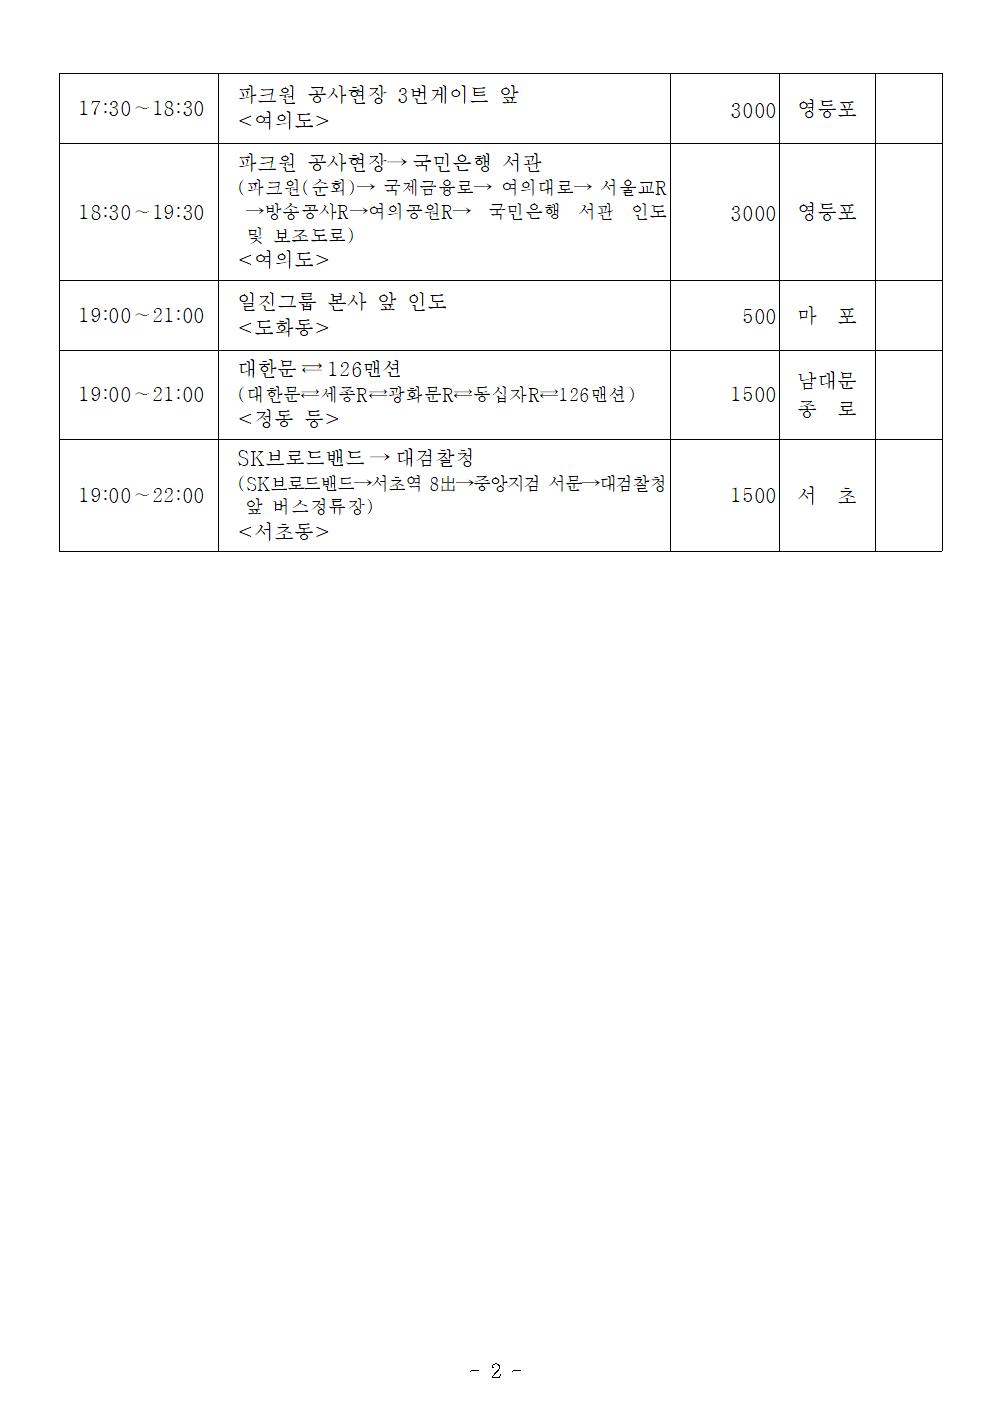 17:30～18:30
파크원 공사현장 3번게이트 앞
<여의도>
3000
영등포
18:30～19:30
파크원 공사현장→국민은행 서관
(파크원(순회)→ 국제금융로→ 여의대로→ 서울교R
→방송공사R→여의공원R→ 국민은행 서관 인도
및 보조도로)
<여의도>
3000
영등포
19:00～21:00
일진그룹 본사 앞 인도
<도화동>
500
마 포
19:00～21:00
대한문⇄126맨션
(대한문⇄세종R⇄광화문R⇄동십자R⇄126맨션)
<정동 등>
1500
남대문
종 로
19:00～22:00
SK브로드밴드→대검찰청
(SK브로드밴드→서초역 8出→중앙지검 서문→대검찰청
앞 버스정류장)
<서초동>
1500
서 초
- 2 -